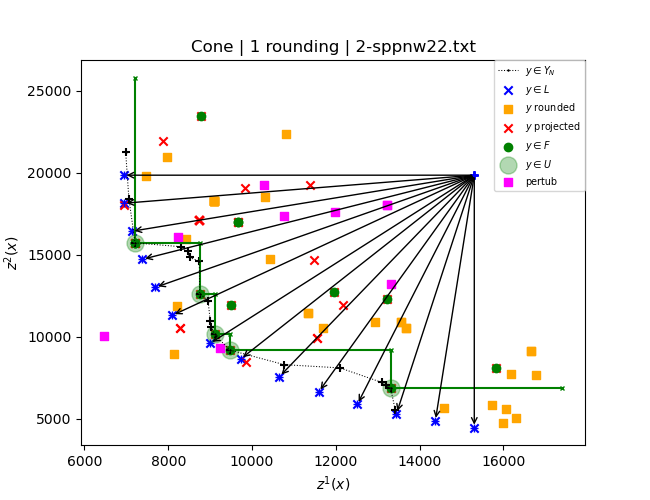 Cone | 1 rounding | 2-sppnw22.txt
z²(x)
25000
20000
15000
10000
5000
y ∈ Y_N
y ∈ L
y rounded
y projected
y ∈ F
y ∈ U
pertub
6000 8000 10000 12000 14000 16000
z¹(x)